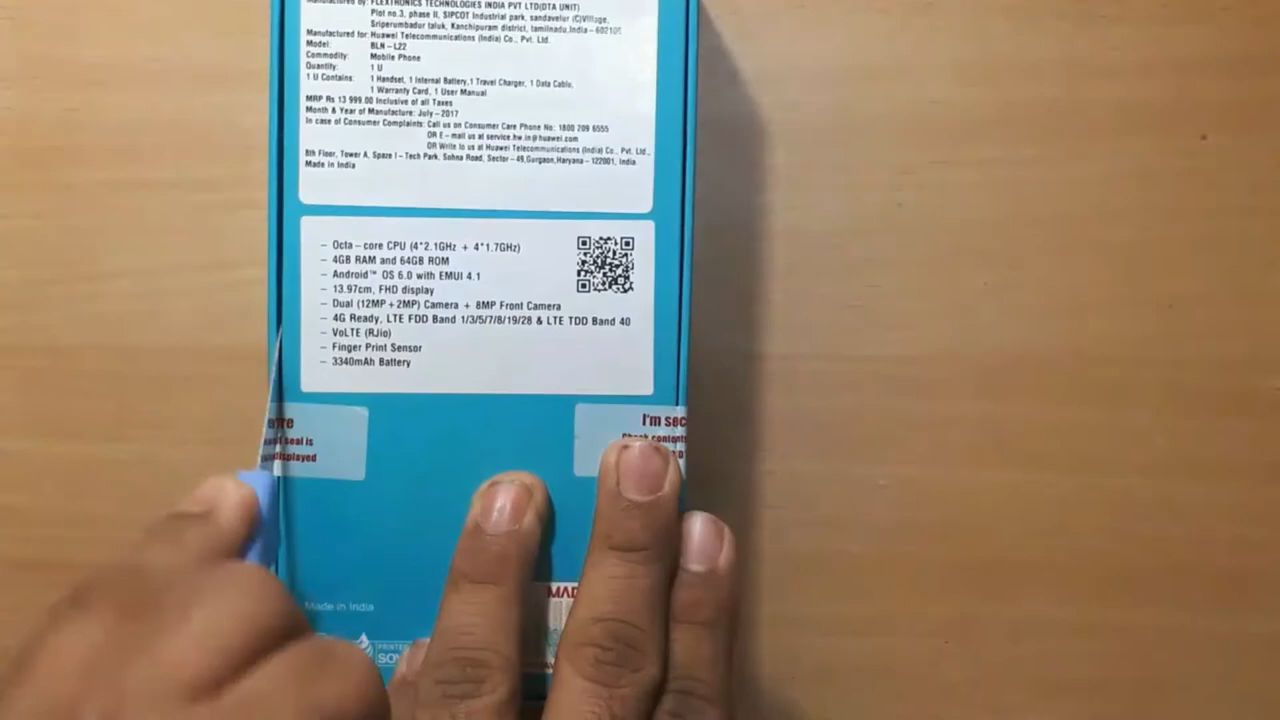 Manufactured by: FLEXTRONICS TECHNOLOGIES INDIA PVT LTD(DTA UNIT)
Plot no.3, phase II, SIPCOT Industrial park, sandavelur (C)Village,
Sriperumbadur taluk, Kanchipuram district, tamilnadu,India – 602105
Manufactured for: Huawei Telecommunications (India) Co., Pvt. Ltd.
Model: BLN – L22
Commodity: Mobile Phone
Quantity: 1 U
1 U Contains: 1 Handset, 1 Internal Battery,1 Travel Charger, 1 Data Cable,
1 Warranty Card, 1 User Manual
MRP Rs 13 999.00 Inclusive of all Taxes
Month & Year of Manufacture: July – 2017
In case of Consumer Complaints: Call us on Consumer Care Phone No: 1800 209 6555
OR E – mail us at service.hw.in@huawei.com
OR Write to us at Huawei Telecommunications (India) Co., Pvt. Ltd.,
8th Floor, Tower A, Spaze I – Tech Park, Sohna Road, Sector – 49,Gurgaon,Haryana – 122001, India
Made in India
– Octa – core CPU (4*2.1GHz + 4*1.7GHz)
– 4GB RAM and 64GB ROM
– Android™ OS 6.0 with EMUI 4.1
– 13.97cm, FHD display
– Dual (12MP + 2MP) Camera + 8MP Front Camera
– 4G Ready, LTE FDD Band 1/3/5/7/8/19/28 & LTE TDD Band 40
– VoLTE (RJio)
– Finger Print Sensor
– 3340mAh Battery
I'm sec
Check contents
seal is
displayed
Made in India
MAD
PRINTED
SOY